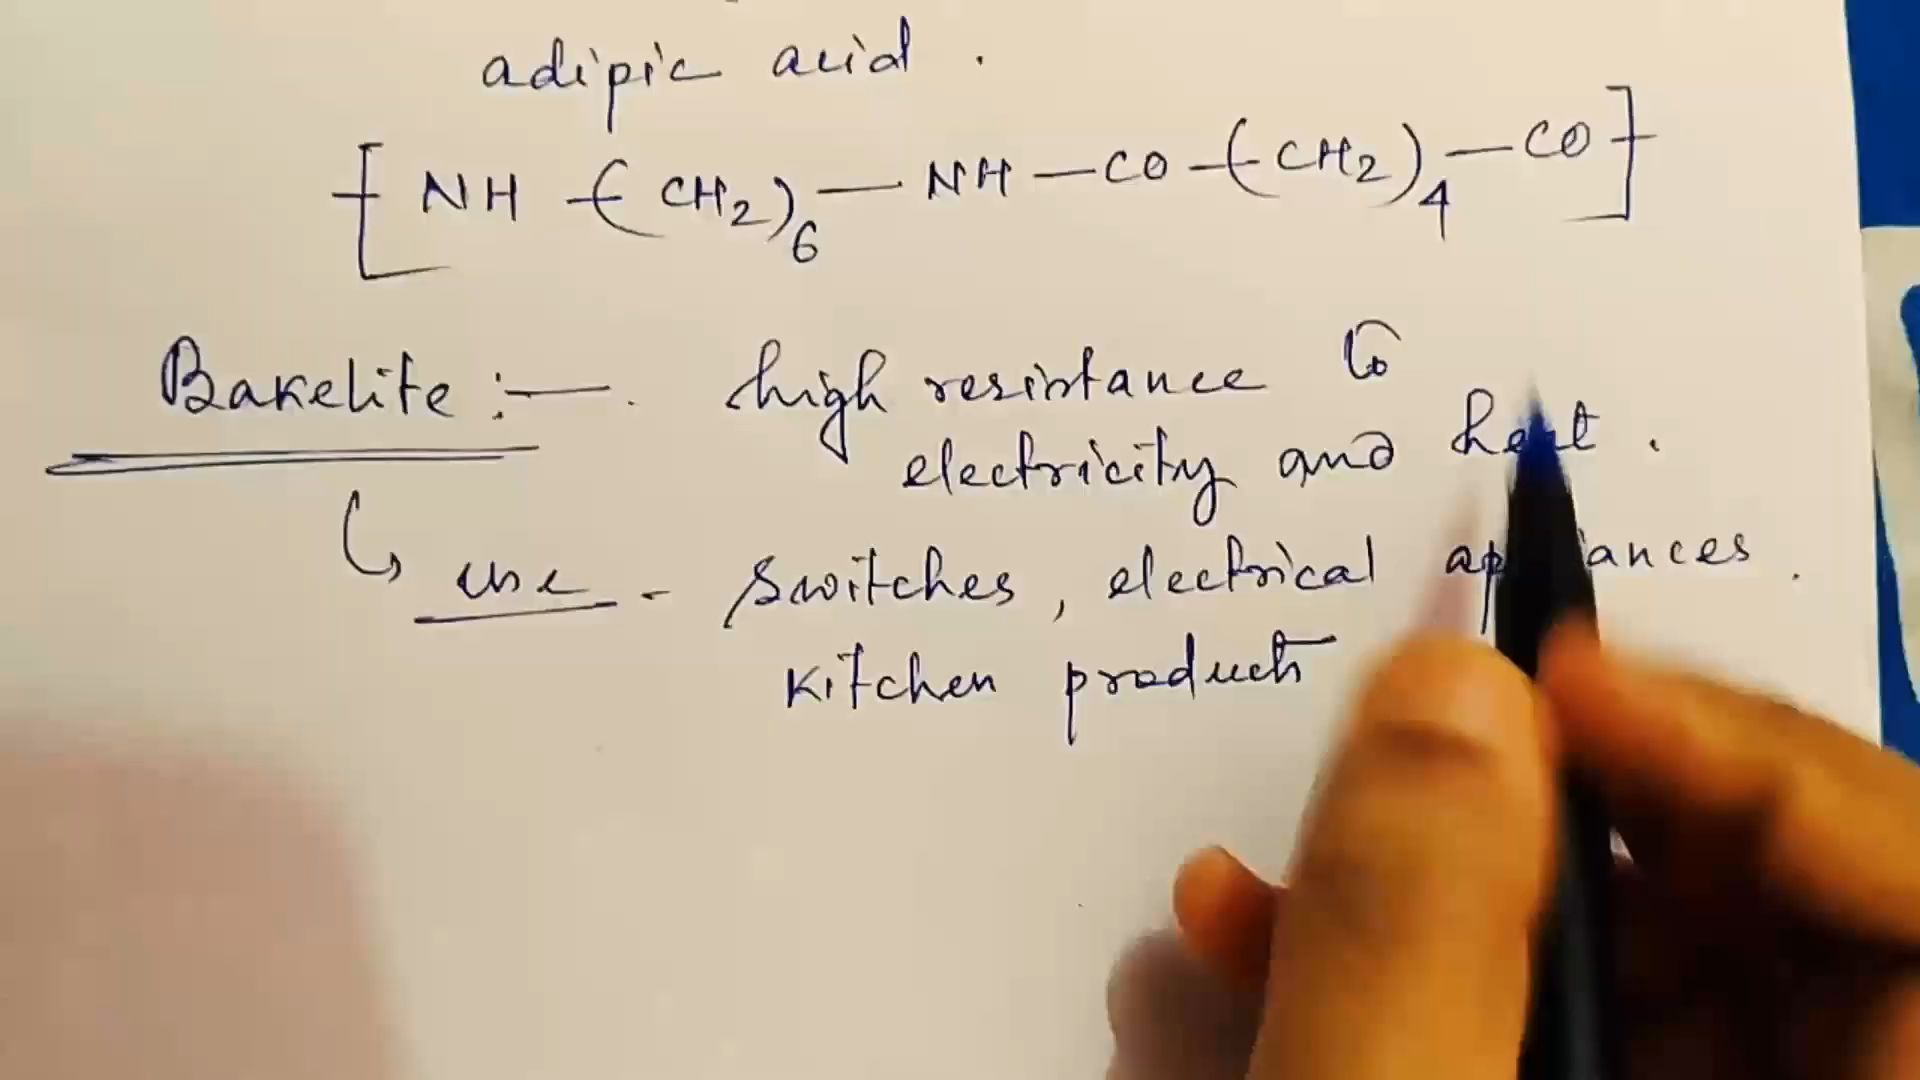 adipic acid .
[NH -(CH2)6 — NH — CO -(CH2)4 — CO]
Bakelite :— . high resistance to
electricity and heat .
use - switches , electrical appliances .
kitchen products